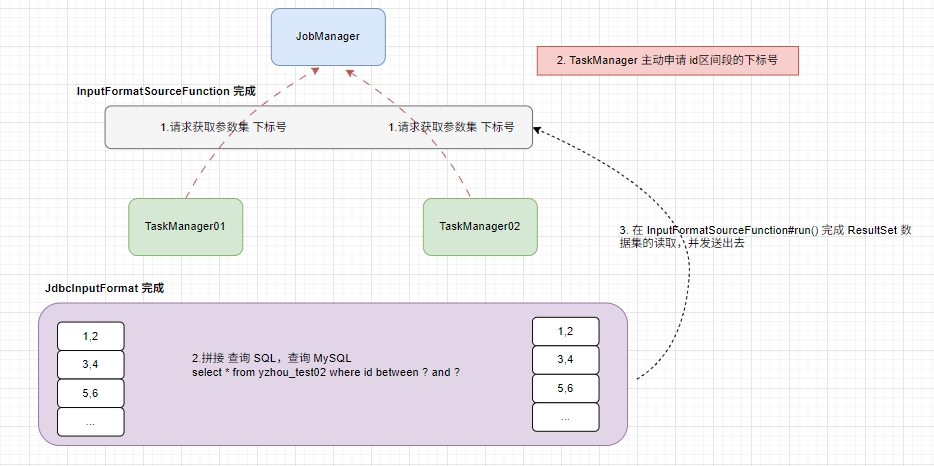 JobManager
2. TaskManager 主动申请 id区间段的下标号
InputFormatSourceFunction 完成
1.请求获取参数集 下标号
1.请求获取参数集 下标号
TaskManager01
TaskManager02
3. 在 InputFormatSourceFunction#run() 完成 ResultSet 数
据集的读取，并发送出去
JdbcInputFormat 完成
1,2
3,4
5,6
...
2.拼接 查询 SQL，查询 MySQL
select * from yzhou_test02 where id between ? and ?
1,2
3,4
5,6
...